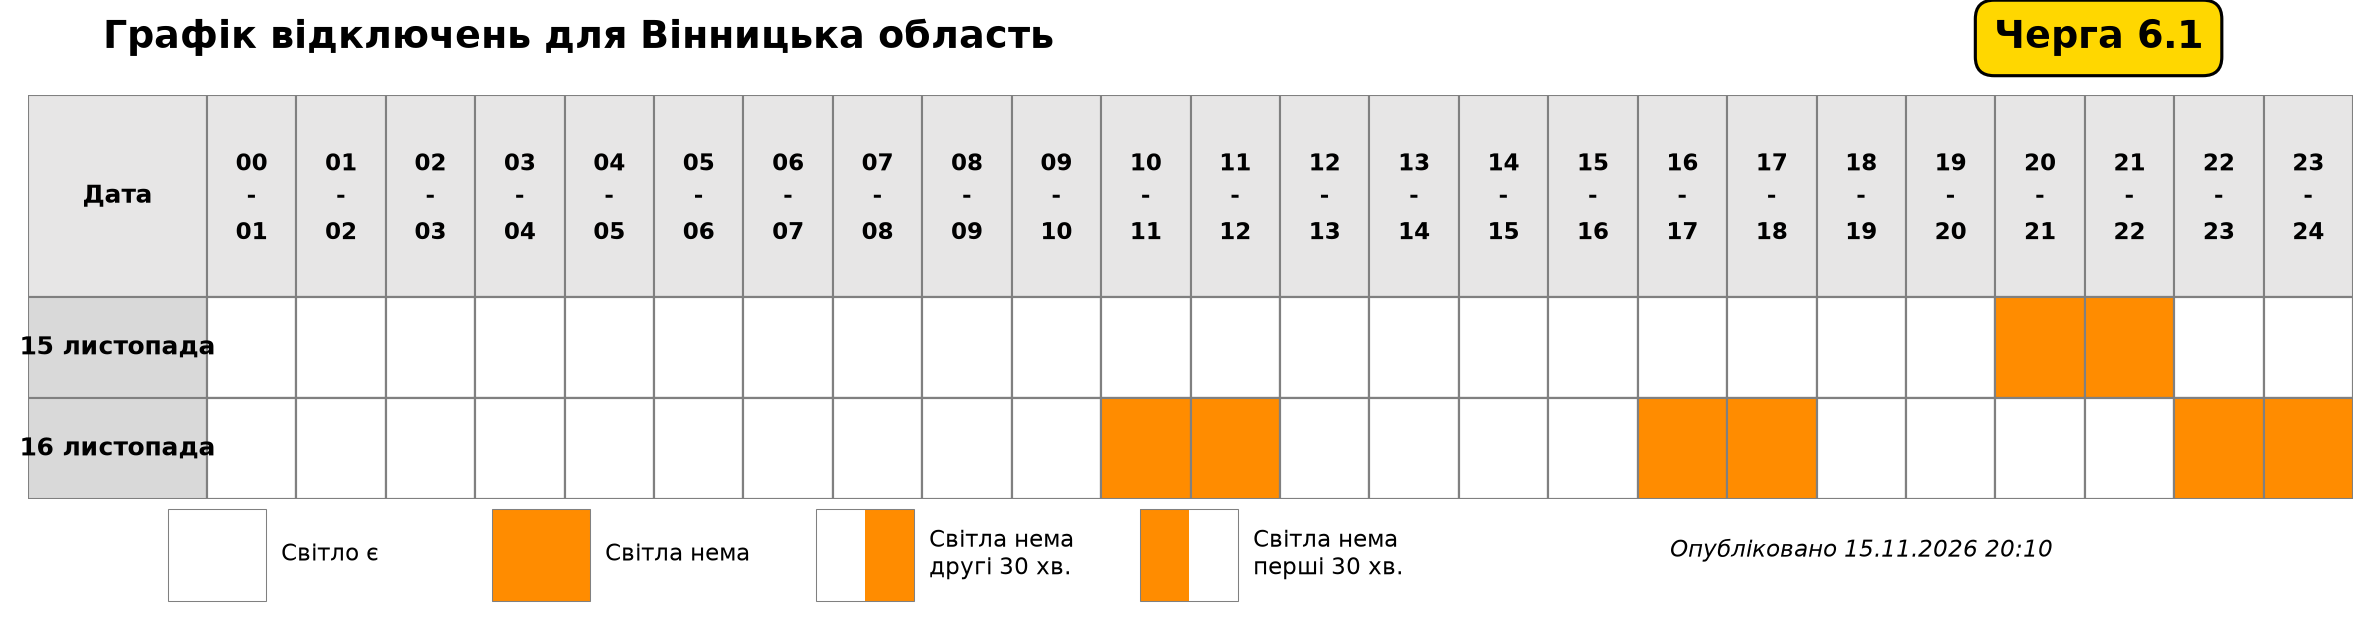 Графік відключень для Вінницька область
Черга 6.1
Дата
00 - 01
01 - 02
02 - 03
03 - 04
04 - 05
05 - 06
06 - 07
07 - 08
08 - 09
09 - 10
10 - 11
11 - 12
12 - 13
13 - 14
14 - 15
15 - 16
16 - 17
17 - 18
18 - 19
19 - 20
20 - 21
21 - 22
22 - 23
23 - 24
15 листопада
16 листопада
Світло є
Світла нема
Світла нема
другі 30 хв.
Світла нема
перші 30 хв.
Опубліковано 15.11.2026 20:10